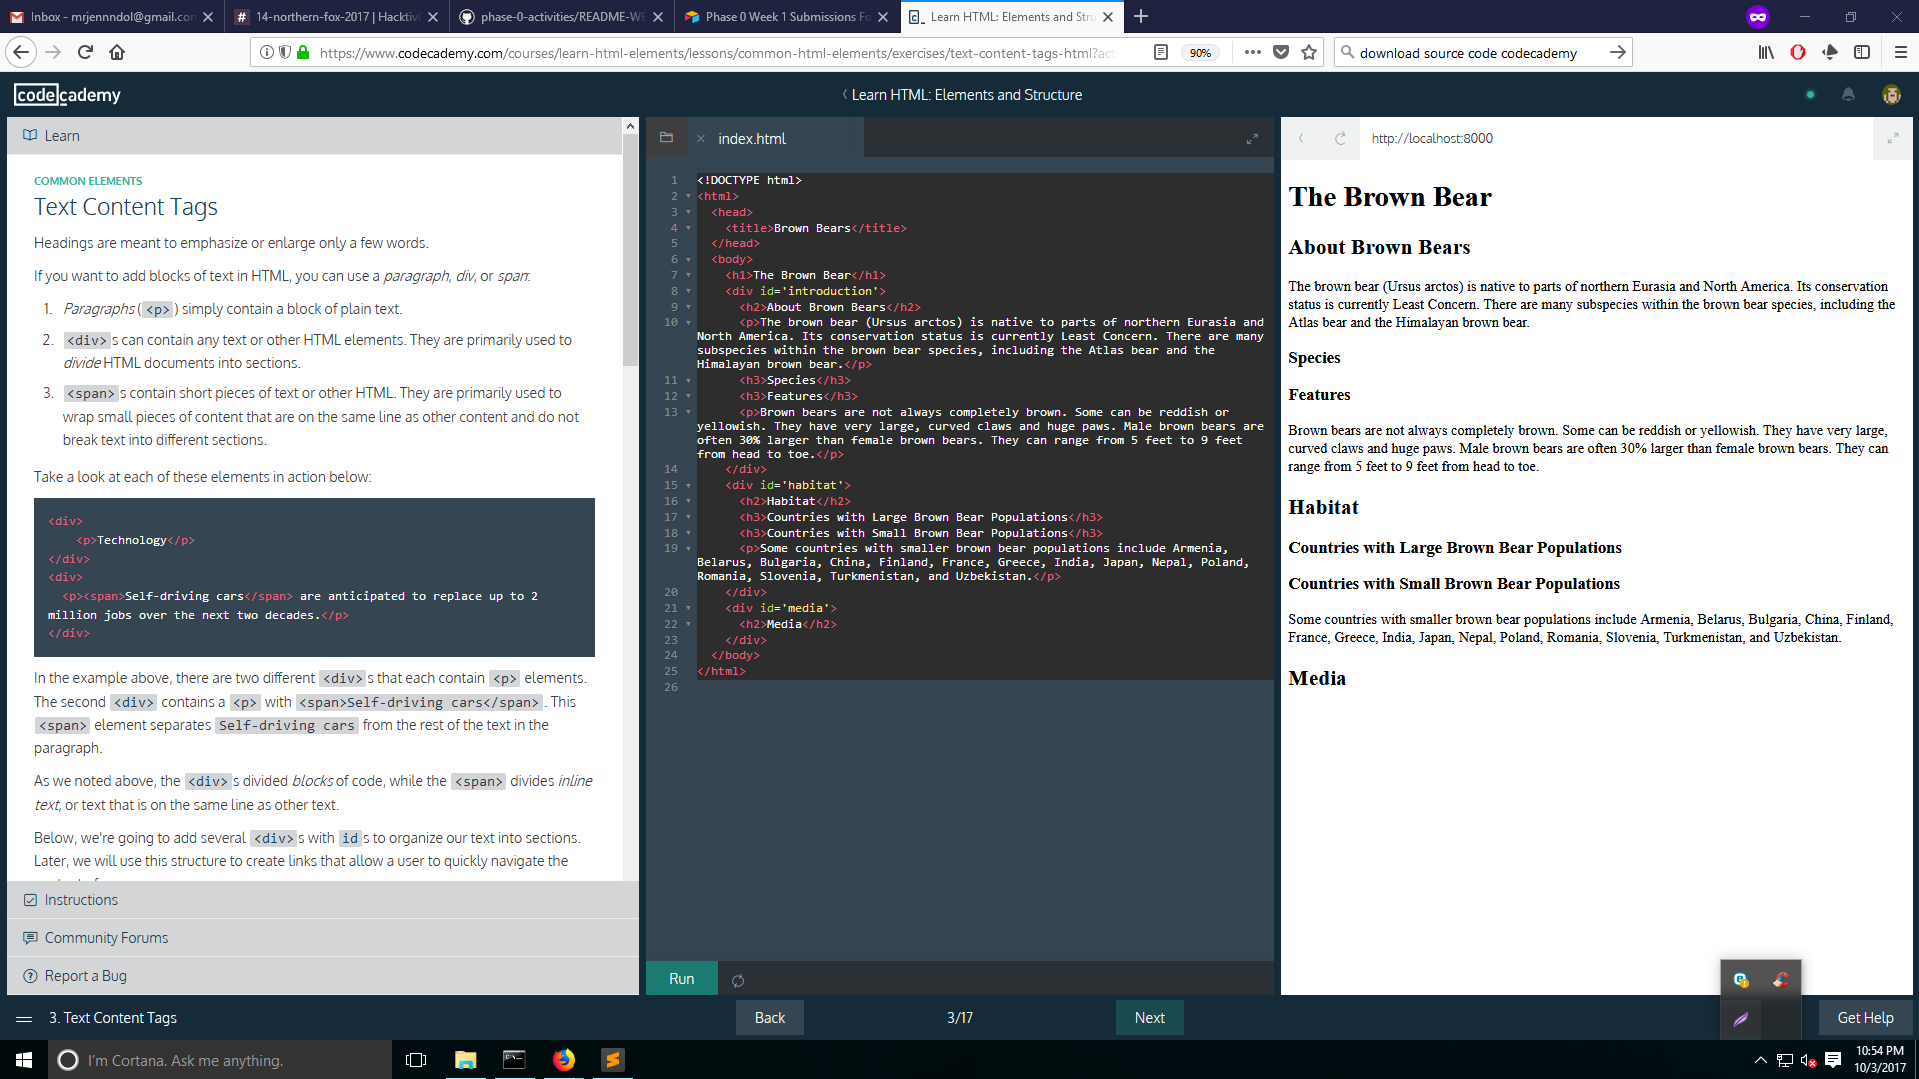 Inbox - mrjennndol@gmail.con
14-northern-fox-2017 | Hacktiv
phase-0-activities/README-WE
Phase 0 Week 1 Submissions Fo
Learn HTML: Elements and Stru
https://www.codecademy.com/courses/learn-html-elements/lessons/common-html-elements/exercises/text-content-tags-html?act
90%
download source code codecademy
codecademy
Learn HTML: Elements and Structure
Learn
COMMON ELEMENTS
Text Content Tags
Headings are meant to emphasize or enlarge only a few words.
If you want to add blocks of text in HTML, you can use a paragraph, div, or span:
1. Paragraphs ( <p> ) simply contain a block of plain text.
2. <div> s can contain any text or other HTML elements. They are primarily used to
divide HTML documents into sections.
3. <span> s contain short pieces of text or other HTML. They are primarily used to
wrap small pieces of content that are on the same line as other content and do not
break text into different sections.
Take a look at each of these elements in action below:
<div>
<p>Technology</p>
</div>
<div>
<p><span>Self-driving cars</span> are anticipated to replace up to 2
million jobs over the next two decades.</p>
</div>
In the example above, there are two different <div> s that each contain <p> elements.
The second <div> contains a <p> with <span>Self-driving cars</span> . This
<span> element separates Self-driving cars from the rest of the text in the
paragraph.
As we noted above, the <div> s divided blocks of code, while the <span> divides inline
text, or text that is on the same line as other text.
Below, we're going to add several <div> s with id s to organize our text into sections.
Later, we will use this structure to create links that allow a user to quickly navigate the
Instructions
Community Forums
Report a Bug
index.html
1 <!DOCTYPE html>
2 <html>
3 <head>
4 <title>Brown Bears</title>
5 </head>
6 <body>
7 <h1>The Brown Bear</h1>
8 <div id='introduction'>
9 <h2>About Brown Bears</h2>
10 <p>The brown bear (Ursus arctos) is native to parts of northern Eurasia and
North America. Its conservation status is currently Least Concern. There are many
subspecies within the brown bear species, including the Atlas bear and the
Himalayan brown bear.</p>
11 <h3>Species</h3>
12 <h3>Features</h3>
13 <p>Brown bears are not always completely brown. Some can be reddish or
yellowish. They have very large, curved claws and huge paws. Male brown bears are
often 30% larger than female brown bears. They can range from 5 feet to 9 feet
from head to toe.</p>
14 </div>
15 <div id='habitat'>
16 <h2>Habitat</h2>
17 <h3>Countries with Large Brown Bear Populations</h3>
18 <h3>Countries with Small Brown Bear Populations</h3>
19 <p>Some countries with smaller brown bear populations include Armenia,
Belarus, Bulgaria, China, Finland, France, Greece, India, Japan, Nepal, Poland,
Romania, Slovenia, Turkmenistan, and Uzbekistan.</p>
20 </div>
21 <div id='media'>
22 <h2>Media</h2>
23 </div>
24 </body>
25 </html>
26
Run
http://localhost:8000
The Brown Bear
About Brown Bears
The brown bear (Ursus arctos) is native to parts of northern Eurasia and North America. Its conservation
status is currently Least Concern. There are many subspecies within the brown bear species, including the
Atlas bear and the Himalayan brown bear.
Species
Features
Brown bears are not always completely brown. Some can be reddish or yellowish. They have very large,
curved claws and huge paws. Male brown bears are often 30% larger than female brown bears. They can
range from 5 feet to 9 feet from head to toe.
Habitat
Countries with Large Brown Bear Populations
Countries with Small Brown Bear Populations
Some countries with smaller brown bear populations include Armenia, Belarus, Bulgaria, China, Finland,
France, Greece, India, Japan, Nepal, Poland, Romania, Slovenia, Turkmenistan, and Uzbekistan.
Media
3. Text Content Tags
Back
3/17
Next
Get Help
I'm Cortana. Ask me anything.
10:54 PM
10/3/2017